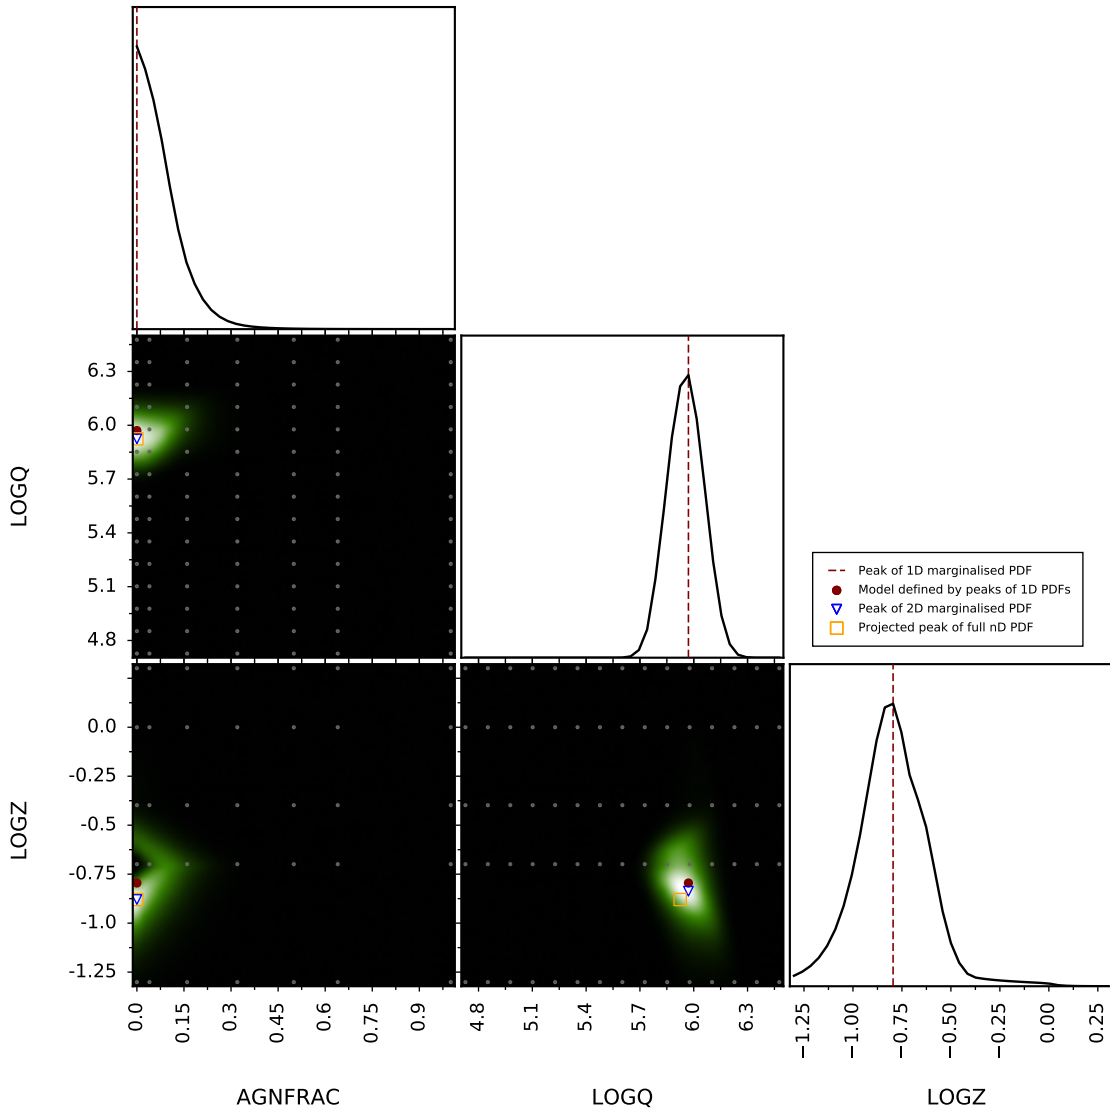 6.3
6.0
5.7
5.4
5.1
4.8
LOGQ
Peak of 1D marginalised PDF
Model defined by peaks of 1D PDFs
Peak of 2D marginalised PDF
Projected peak of full nD PDF
0.0
-0.25
-0.5
-0.75
-1.0
-1.25
LOGZ
0.0 0.15 0.3 0.45 0.6 0.75 0.9
4.8 5.1 5.4 5.7 6.0 6.3
−1.25 −1.00 −0.75 −0.50 −0.25 0.00 0.25
AGNFRAC LOGQ LOGZ